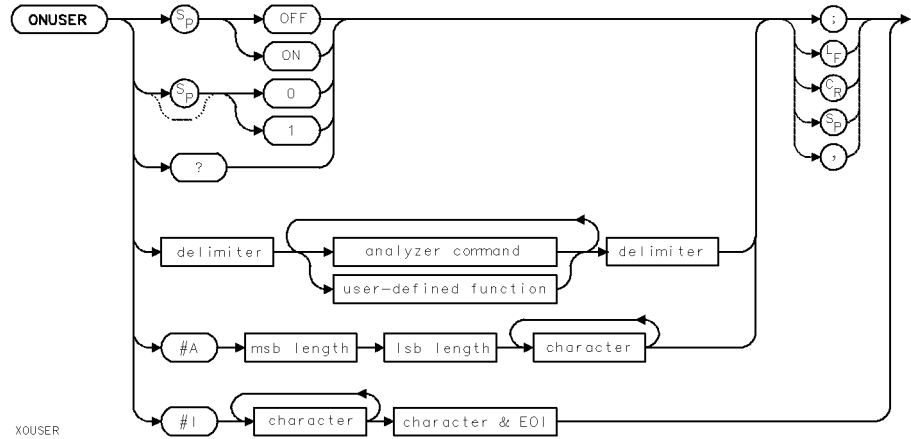 ONUSER SP OFF ;
ON LF
SP 0 CR
1 SP
? ,
delimiter analyzer command delimiter
user-defined function
#A msb length lsb length character
#I character character & EOI
XOUSER